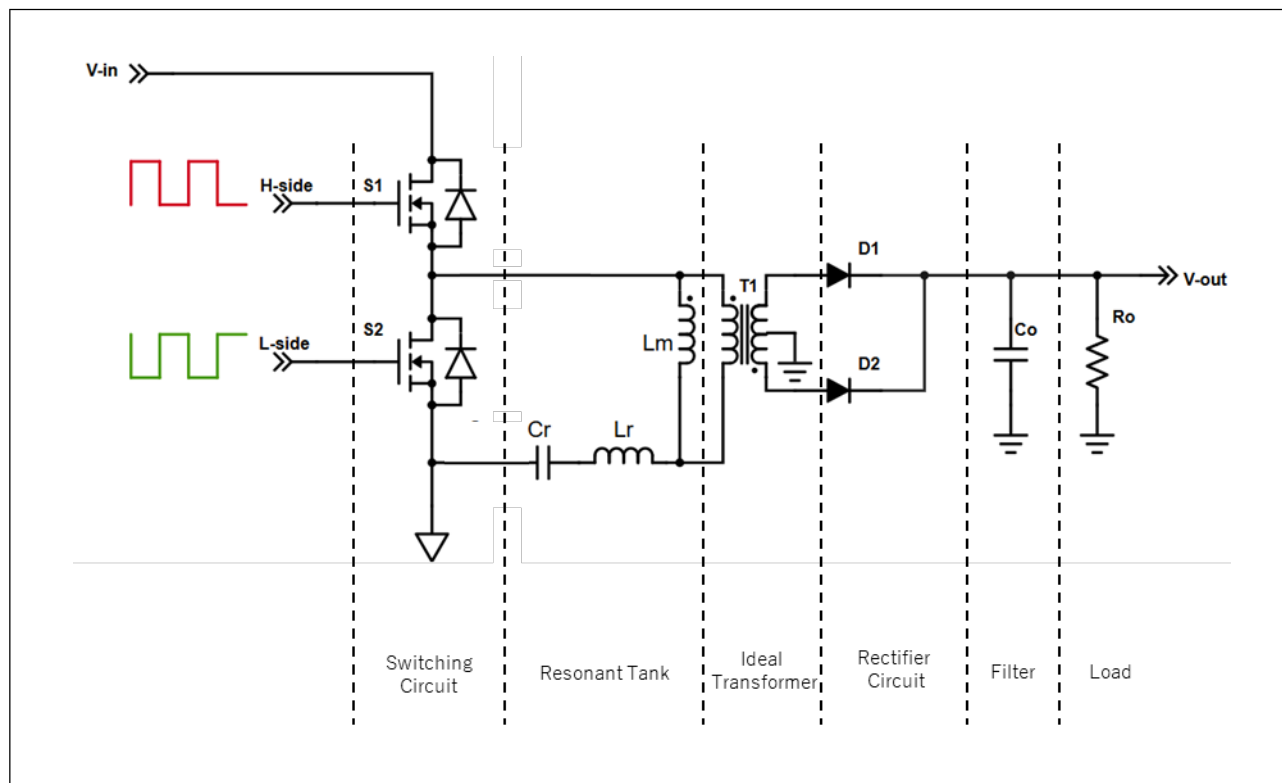 V-in
H-side
S1
L-side
S2
Cr
Lr
Lm
T1
D1
D2
Co
Ro
V-out
Switching
Circuit
Resonant Tank
Ideal
Transformer
Rectifier
Circuit
Filter
Load